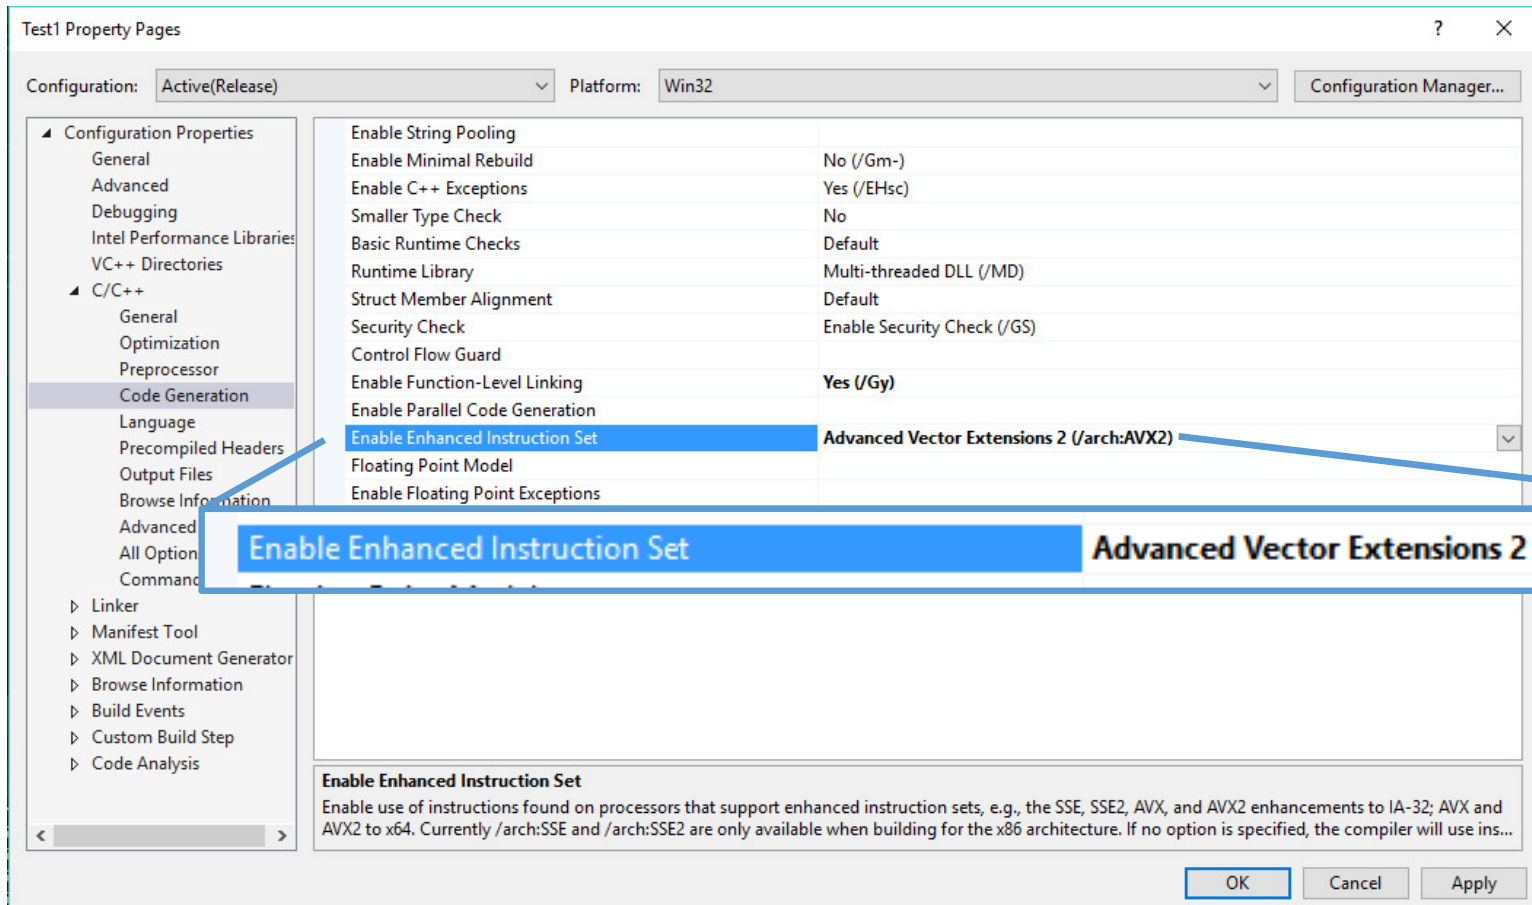 Test1 Property Pages
?
Configuration: Active(Release) Platform: Win32 Configuration Manager...
Configuration Properties
General
Advanced
Debugging
Intel Performance Libraries
VC++ Directories
C/C++
General
Optimization
Preprocessor
Code Generation
Language
Precompiled Headers
Output Files
Browse Information
Advanced
All Option
Command
Linker
Manifest Tool
XML Document Generator
Browse Information
Build Events
Custom Build Step
Code Analysis
Enable String Pooling
Enable Minimal Rebuild No (/Gm-)
Enable C++ Exceptions Yes (/EHsc)
Smaller Type Check No
Basic Runtime Checks Default
Runtime Library Multi-threaded DLL (/MD)
Struct Member Alignment Default
Security Check Enable Security Check (/GS)
Control Flow Guard
Enable Function-Level Linking Yes (/Gy)
Enable Parallel Code Generation
Enable Enhanced Instruction Set Advanced Vector Extensions 2 (/arch:AVX2)
Floating Point Model
Enable Floating Point Exceptions
Enable Enhanced Instruction Set Advanced Vector Extensions 2
Enable Enhanced Instruction Set
Enable use of instructions found on processors that support enhanced instruction sets, e.g., the SSE, SSE2, AVX, and AVX2 enhancements to IA-32; AVX and
AVX2 to x64. Currently /arch:SSE and /arch:SSE2 are only available when building for the x86 architecture. If no option is specified, the compiler will use ins...
OK Cancel Apply